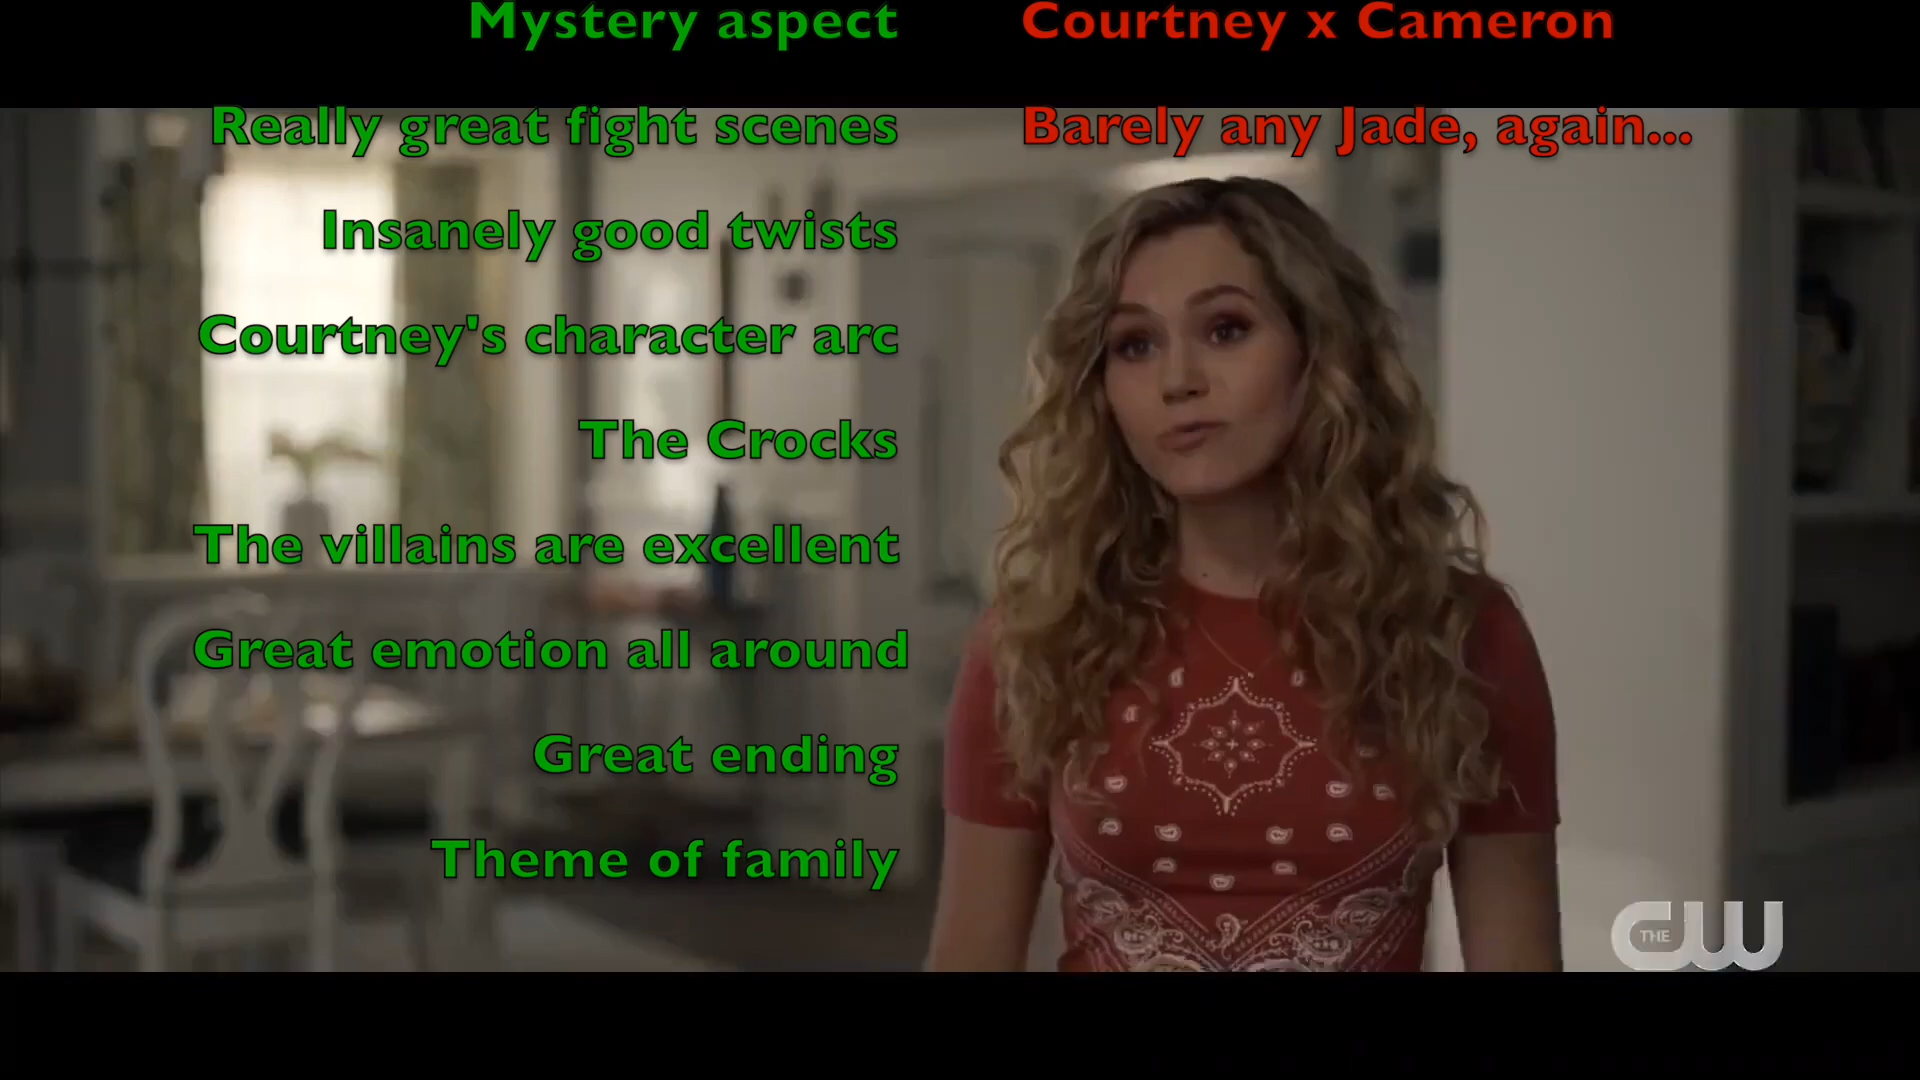 Mystery aspect
Courtney x Cameron
Really great fight scenes
Barely any Jade, again...
Insanely good twists
Courtney's character arc
The Crocks
The villains are excellent
Great emotion all around
Great ending
Theme of family
THE CW